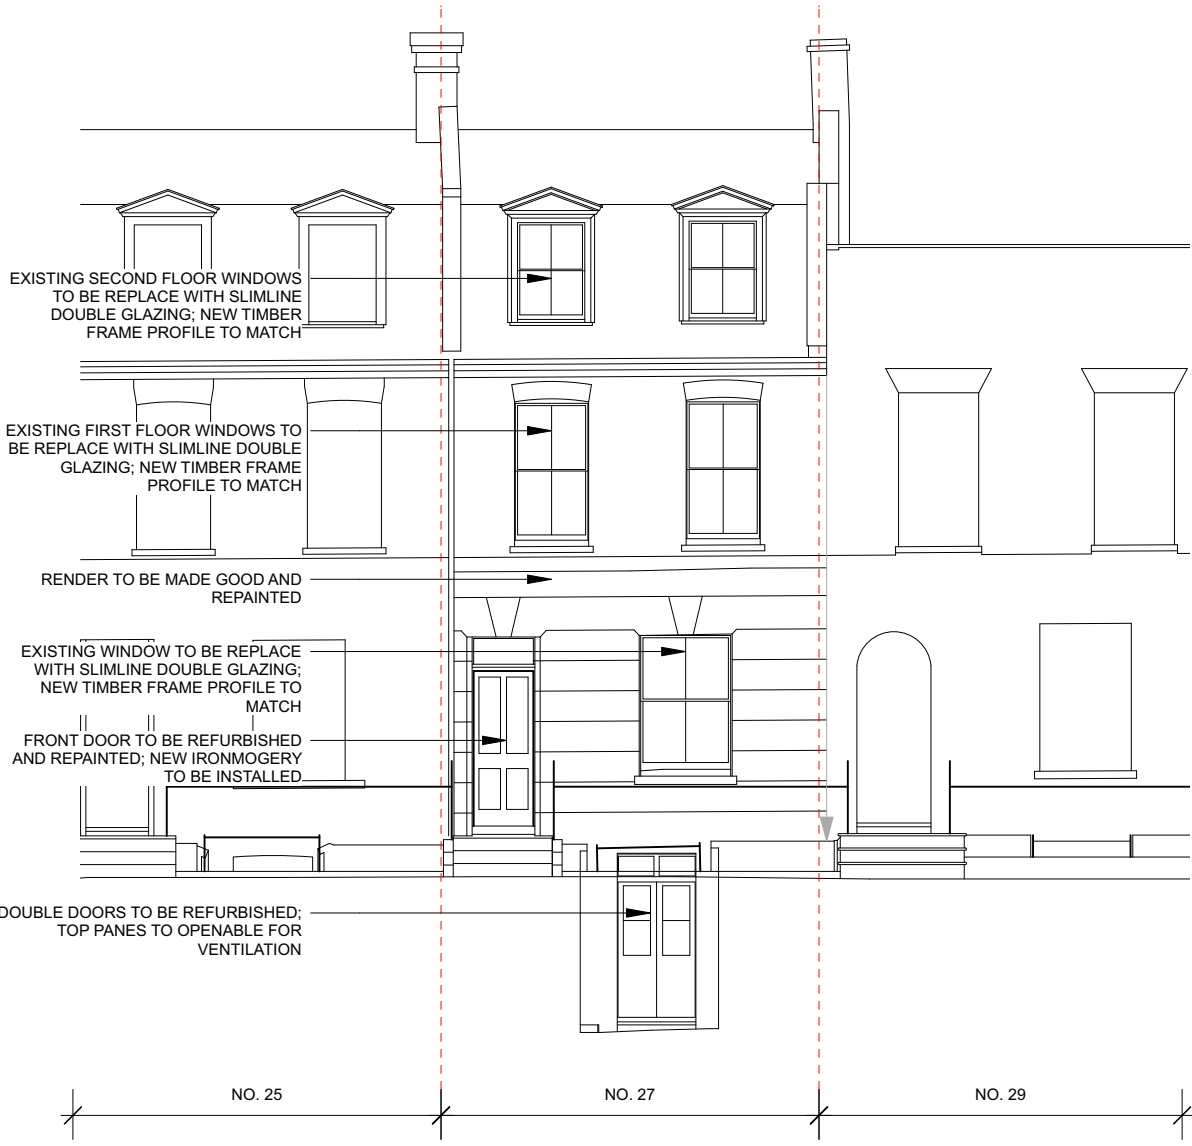 EXISTING SECOND FLOOR WINDOWS
TO BE REPLACE WITH SLIMLINE
DOUBLE GLAZING; NEW TIMBER
FRAME PROFILE TO MATCH
EXISTING FIRST FLOOR WINDOWS TO
BE REPLACE WITH SLIMLINE DOUBLE
GLAZING; NEW TIMBER FRAME
PROFILE TO MATCH
RENDER TO BE MADE GOOD AND
REPAINTED
EXISTING WINDOW TO BE REPLACE
WITH SLIMLINE DOUBLE GLAZING;
NEW TIMBER FRAME PROFILE TO
MATCH
FRONT DOOR TO BE REFURBISHED
AND REPAINTED; NEW IRONMOGERY
TO BE INSTALLED
DOUBLE DOORS TO BE REFURBISHED;
TOP PANES TO OPENABLE FOR
VENTILATION
NO. 25
NO. 27
NO. 29